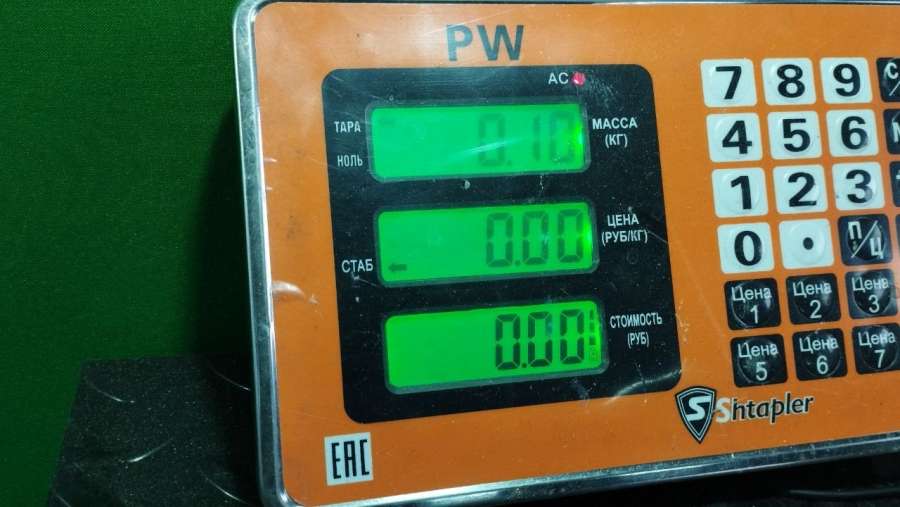 PW
AC
ТАРА
НОЛЬ
0.10
МАССА
(КГ)
СТАБ
0.00
ЦЕНА
(РУБ/КГ)
0.00
СТОИМОСТЬ
(РУБ)
7 8 9
4 5 6
1 2 3
0 . П/Ц
Цена 1 Цена 2 Цена 3
Цена 5 Цена 6 Цена 7
S Shtapler
EAC